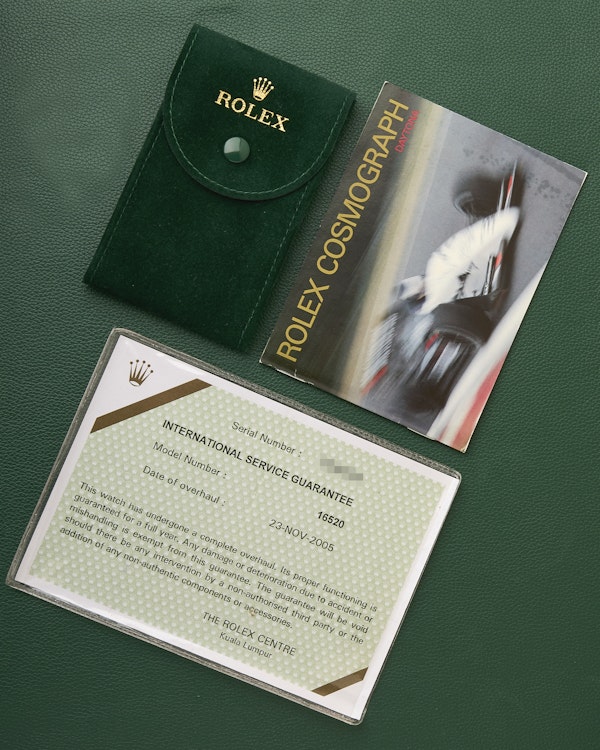 ROLEX
ROLEX COSMOGRAPH
DAYTONA
INTERNATIONAL SERVICE GUARANTEE
Serial Number :
Model Number : 16520
Date of overhaul : 23-NOV-2005
This watch has undergone a complete overhaul. Its proper functioning is
guaranteed for a full year. Any damage or deterioration due to accident or
mishandling is exempt from this guarantee. The guarantee will be void
should there be any intervention by a non-authorised third party or the
addition of any non-authentic components or accessories.
THE ROLEX CENTRE
Kuala Lumpur